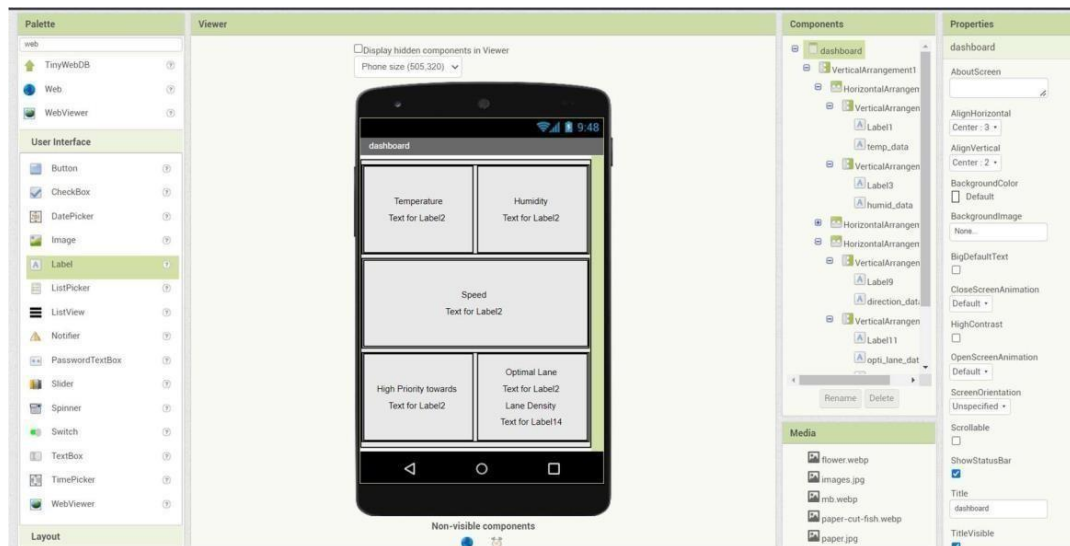 Palette
web
TinyWebDB
Web
WebViewer
User Interface
Button
CheckBox
DatePicker
Image
Label
ListPicker
ListView
Notifier
PasswordTextBox
Slider
Spinner
Switch
TextBox
TimePicker
WebViewer
Layout
Viewer
Display hidden components in Viewer
Phone size (505,320)
9:48
dashboard
Temperature
Text for Label2
Humidity
Text for Label2
Speed
Text for Label2
High Priority towards
Text for Label2
Optimal Lane
Text for Label2
Lane Density
Text for Label14
Non-visible components
Components
dashboard
VerticalArrangement1
HorizontalArrangem
VerticalArrangen
Label1
temp_data
VerticalArrangen
Label3
humid_data
HorizontalArrangem
HorizontalArrangem
VerticalArrangen
Label9
direction_dat
VerticalArrangen
Label11
opti_lane_dat
Rename Delete
Media
flower.webp
images.jpg
mb.webp
paper-cut-fish.webp
paper.jpg
Properties
dashboard
AboutScreen
AlignHorizontal
Center : 3
AlignVertical
Center : 2
BackgroundColor
Default
BackgroundImage
None...
BigDefaultText
CloseScreenAnimation
Default
HighContrast
OpenScreenAnimation
Default
ScreenOrientation
Unspecified
Scrollable
ShowStatusBar
Title
dashboard
TitleVisible